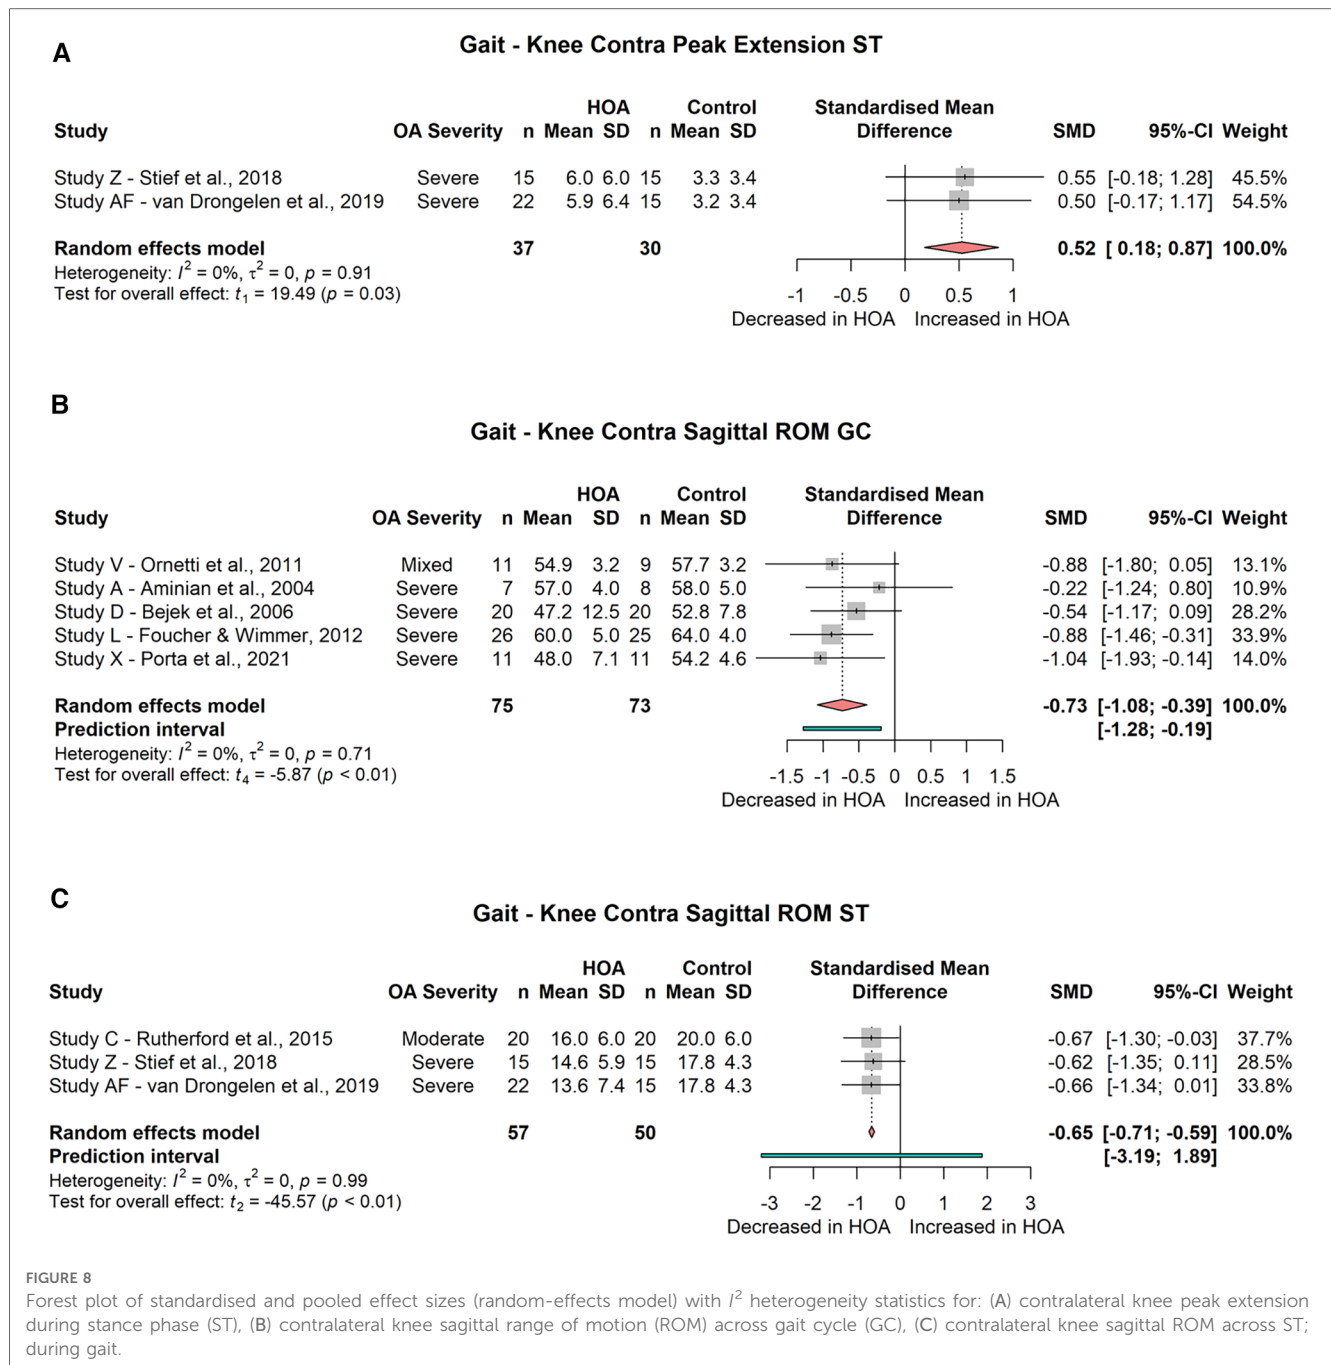 A
Gait - Knee Contra Peak Extension ST
HOA Control Standardised Mean
Study OA Severity n Mean SD n Mean SD Difference SMD 95%-CI Weight
Study Z - Stief et al., 2018 Severe 15 6.0 6.0 15 3.3 3.4 0.55 [-0.18; 1.28] 45.5%
Study AF - van Drongelen et al., 2019 Severe 22 5.9 6.4 15 3.2 3.4 0.50 [-0.17; 1.17] 54.5%
Random effects model 37 30 0.52 [ 0.18; 0.87] 100.0%
Heterogeneity: I² = 0%, τ² = 0, p = 0.91
Test for overall effect: t₁ = 19.49 (p = 0.03)
-1 -0.5 0 0.5 1
Decreased in HOA Increased in HOA
B
Gait - Knee Contra Sagittal ROM GC
HOA Control Standardised Mean
Study OA Severity n Mean SD n Mean SD Difference SMD 95%-CI Weight
Study V - Ornetti et al., 2011 Mixed 11 54.9 3.2 9 57.7 3.2 -0.88 [-1.80; 0.05] 13.1%
Study A - Aminian et al., 2004 Severe 7 57.0 4.0 8 58.0 5.0 -0.22 [-1.24; 0.80] 10.9%
Study D - Bejek et al., 2006 Severe 20 47.2 12.5 20 52.8 7.8 -0.54 [-1.17; 0.09] 28.2%
Study L - Foucher & Wimmer, 2012 Severe 26 60.0 5.0 25 64.0 4.0 -0.88 [-1.46; -0.31] 33.9%
Study X - Porta et al., 2021 Severe 11 48.0 7.1 11 54.2 4.6 -1.04 [-1.93; -0.14] 14.0%
Random effects model 75 73 -0.73 [-1.08; -0.39] 100.0%
Prediction interval [-1.28; -0.19]
Heterogeneity: I² = 0%, τ² = 0, p = 0.71
Test for overall effect: t₄ = -5.87 (p < 0.01)
-1.5 -1 -0.5 0 0.5 1 1.5
Decreased in HOA Increased in HOA
C
Gait - Knee Contra Sagittal ROM ST
HOA Control Standardised Mean
Study OA Severity n Mean SD n Mean SD Difference SMD 95%-CI Weight
Study C - Rutherford et al., 2015 Moderate 20 16.0 6.0 20 20.0 6.0 -0.67 [-1.30; -0.03] 37.7%
Study Z - Stief et al., 2018 Severe 15 14.6 5.9 15 17.8 4.3 -0.62 [-1.35; 0.11] 28.5%
Study AF - van Drongelen et al., 2019 Severe 22 13.6 7.4 15 17.8 4.3 -0.66 [-1.34; 0.01] 33.8%
Random effects model 57 50 -0.65 [-0.71; -0.59] 100.0%
Prediction interval [-3.19; 1.89]
Heterogeneity: I² = 0%, τ² = 0, p = 0.99
Test for overall effect: t₂ = -45.57 (p < 0.01)
-3 -2 -1 0 1 2 3
Decreased in HOA Increased in HOA
FIGURE 8
Forest plot of standardised and pooled effect sizes (random-effects model) with I² heterogeneity statistics for: (A) contralateral knee peak extension
during stance phase (ST), (B) contralateral knee sagittal range of motion (ROM) across gait cycle (GC), (C) contralateral knee sagittal ROM across ST;
during gait.